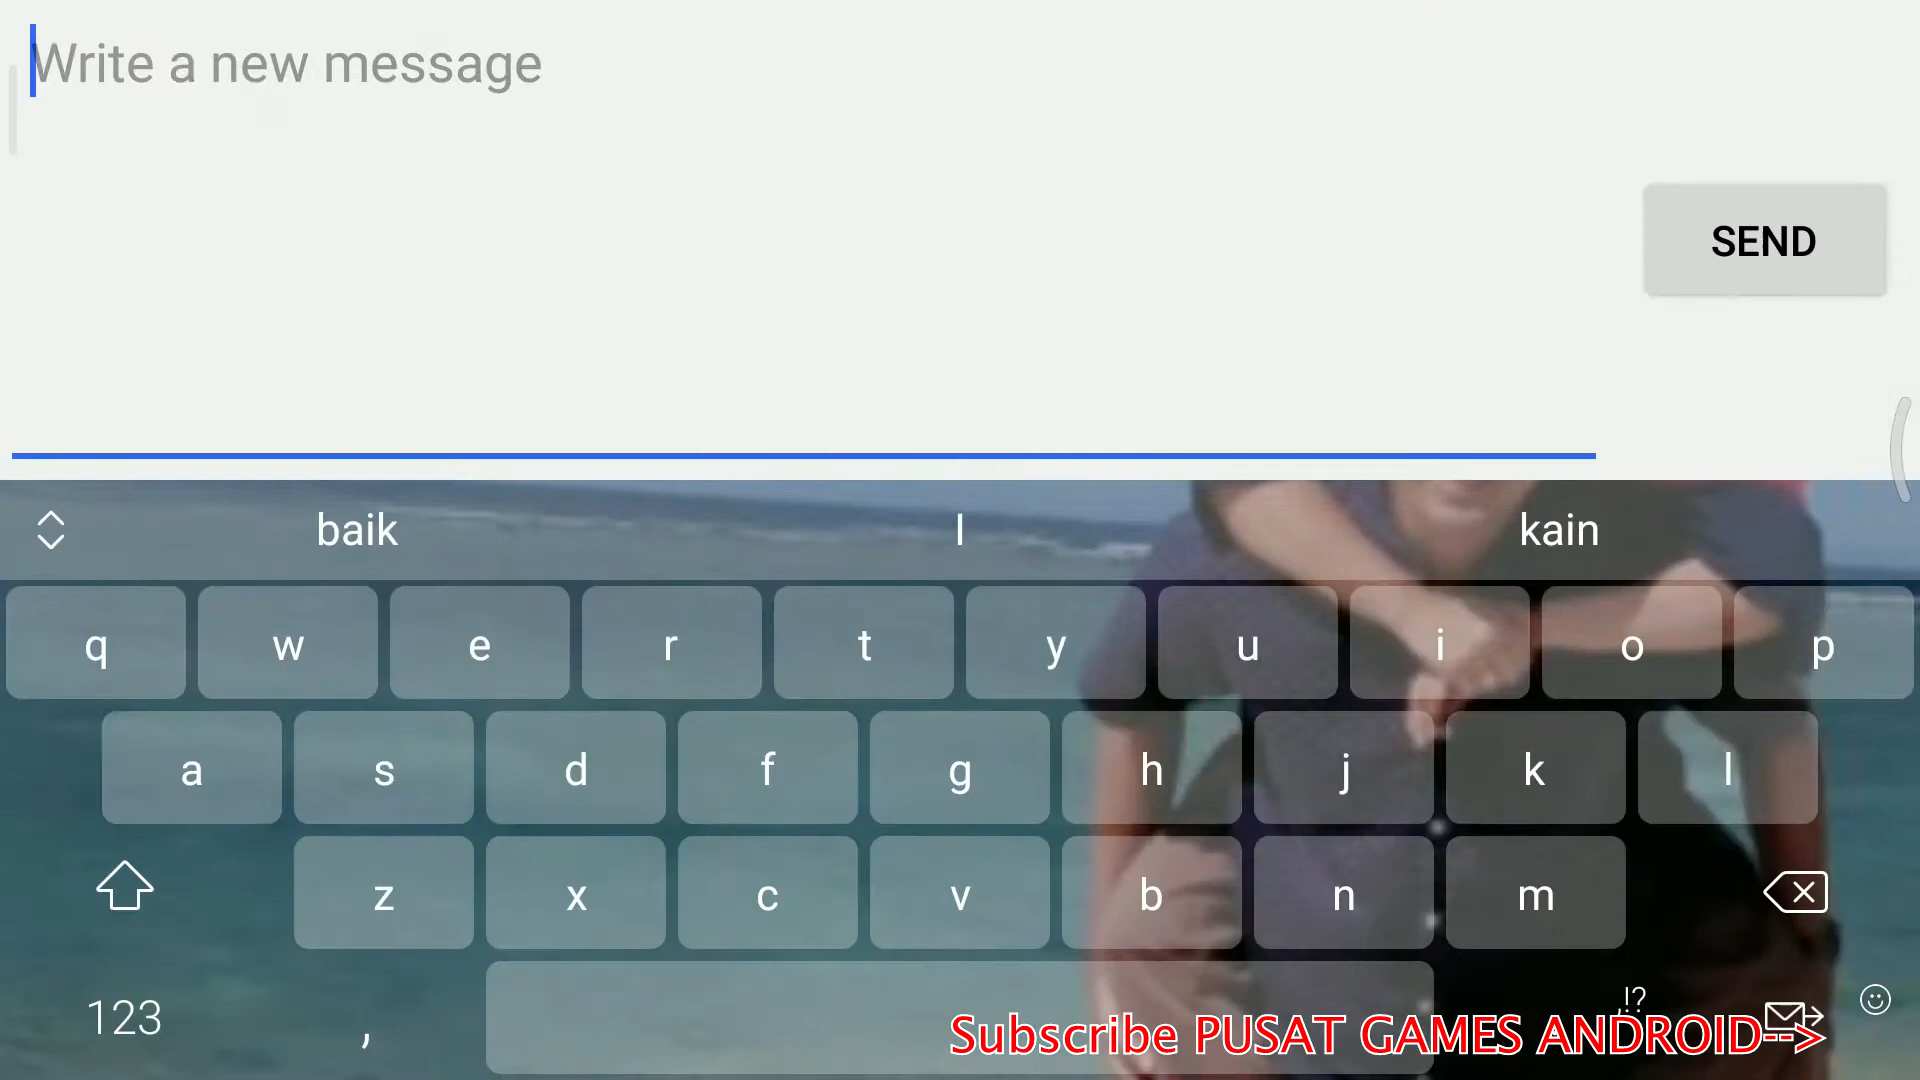 Write a new message
SEND
baik I kain
q w e r t y u i o p
a s d f g h j k l
z x c v b n m
123 , !?
Subscribe PUSAT GAMES ANDROID-->